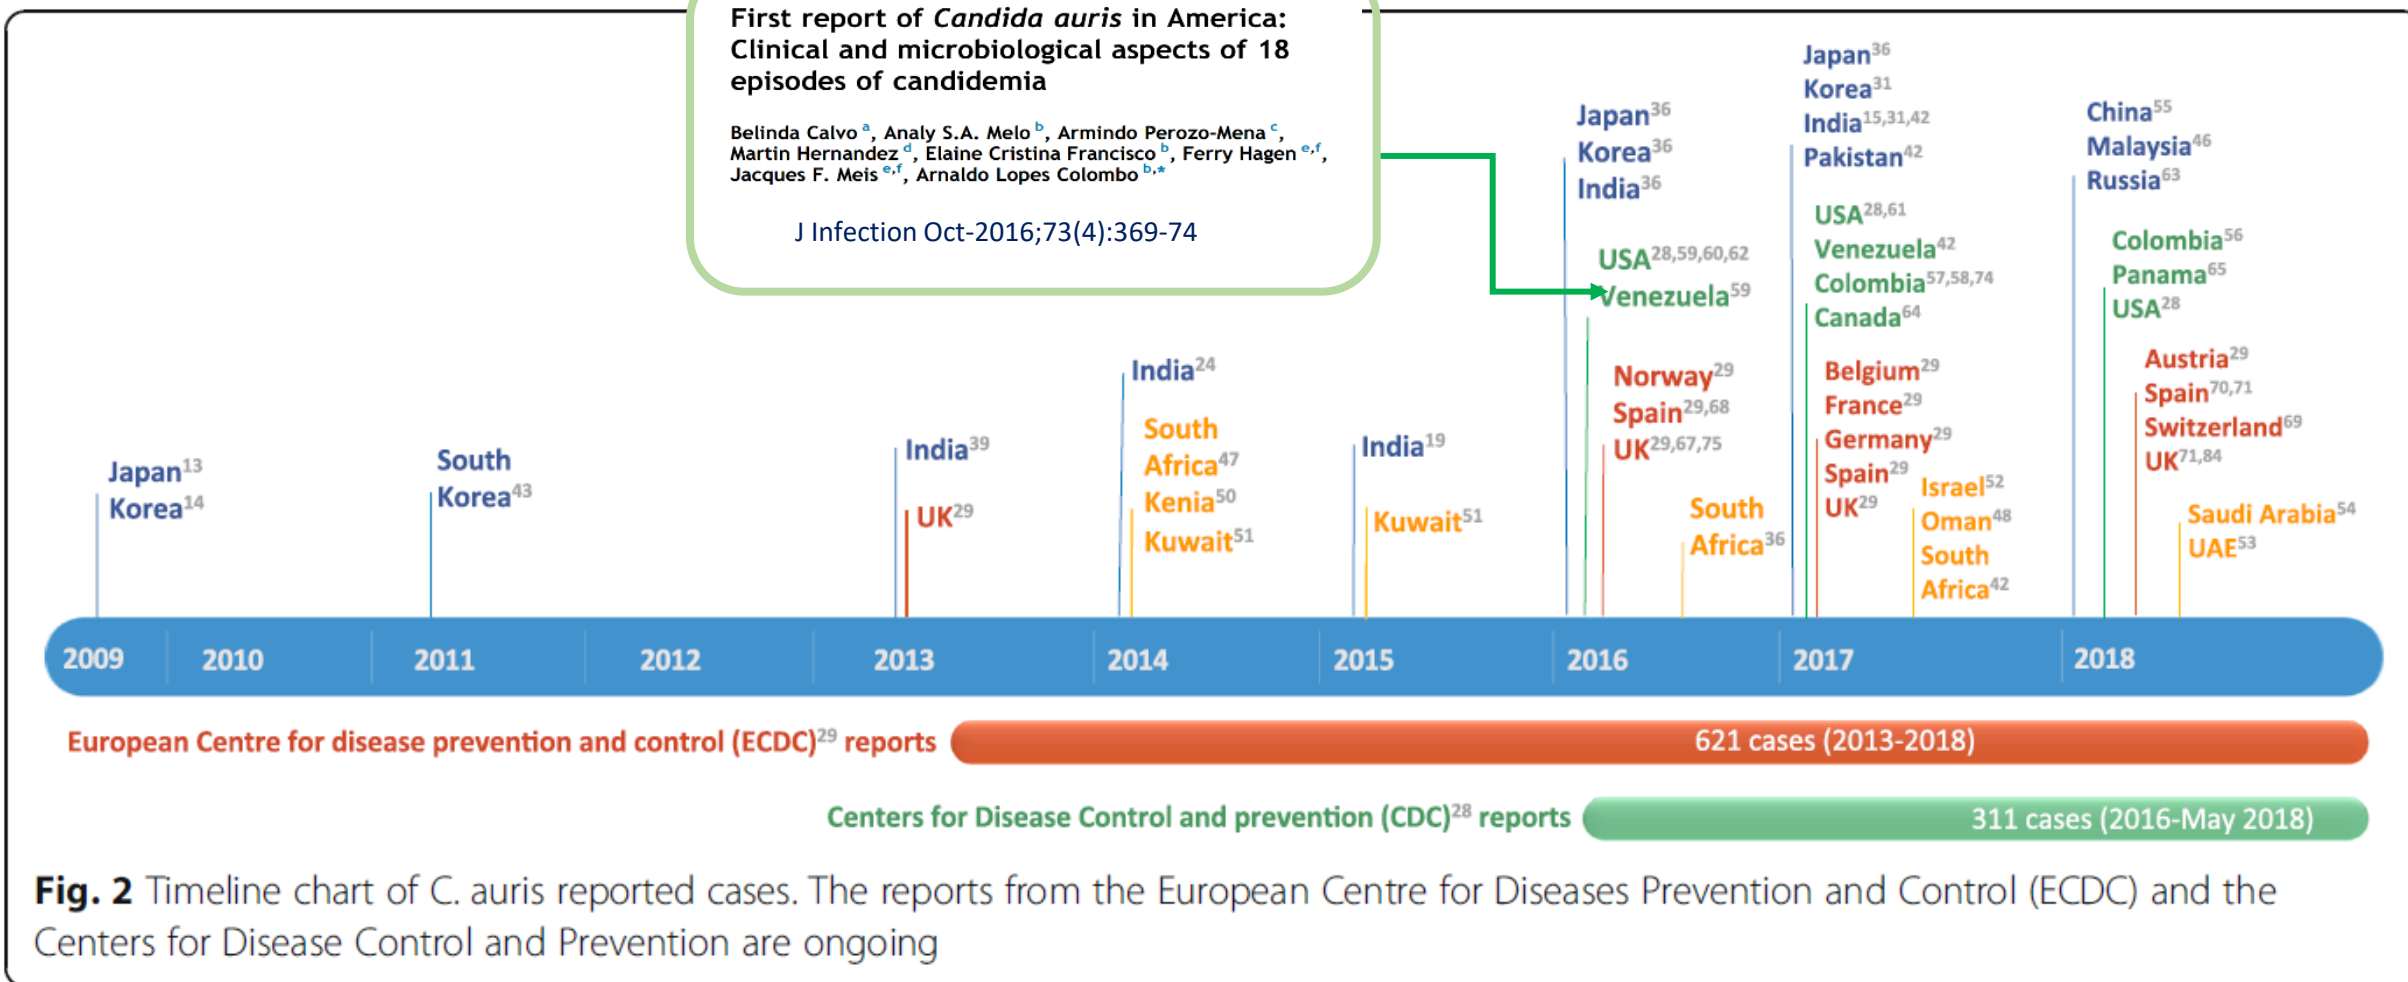 First report of Candida auris in America:
Clinical and microbiological aspects of 18
episodes of candidemia
Belinda Calvo a, Analy S.A. Melo b, Armindo Perozo-Mena c,
Martin Hernandez d, Elaine Cristina Francisco b, Ferry Hagen e,f,
Jacques F. Meis e,f, Arnaldo Lopes Colombo b,*
J Infection Oct-2016;73(4):369-74
Japan13
Korea14
South
Korea43
India39
UK29
India24
South
Africa47
Kenia50
Kuwait51
India19
Kuwait51
Japan36
Korea36
India36
USA28,59,60,62
Venezuela59
Norway29
Spain29,68
UK29,67,75
South
Africa36
Japan36
Korea31
India15,31,42
Pakistan42
USA28,61
Venezuela42
Colombia57,58,74
Canada64
Belgium29
France29
Germany29
Spain29
UK29
Israel52
Oman48
South
Africa42
China55
Malaysia46
Russia63
Colombia56
Panama65
USA28
Austria29
Spain70,71
Switzerland69
UK71,84
Saudi Arabia54
UAE53
2009 2010 2011 2012 2013 2014 2015 2016 2017 2018
European Centre for disease prevention and control (ECDC)29 reports 621 cases (2013-2018)
Centers for Disease Control and prevention (CDC)28 reports 311 cases (2016-May 2018)
Fig. 2 Timeline chart of C. auris reported cases. The reports from the European Centre for Diseases Prevention and Control (ECDC) and the
Centers for Disease Control and Prevention are ongoing